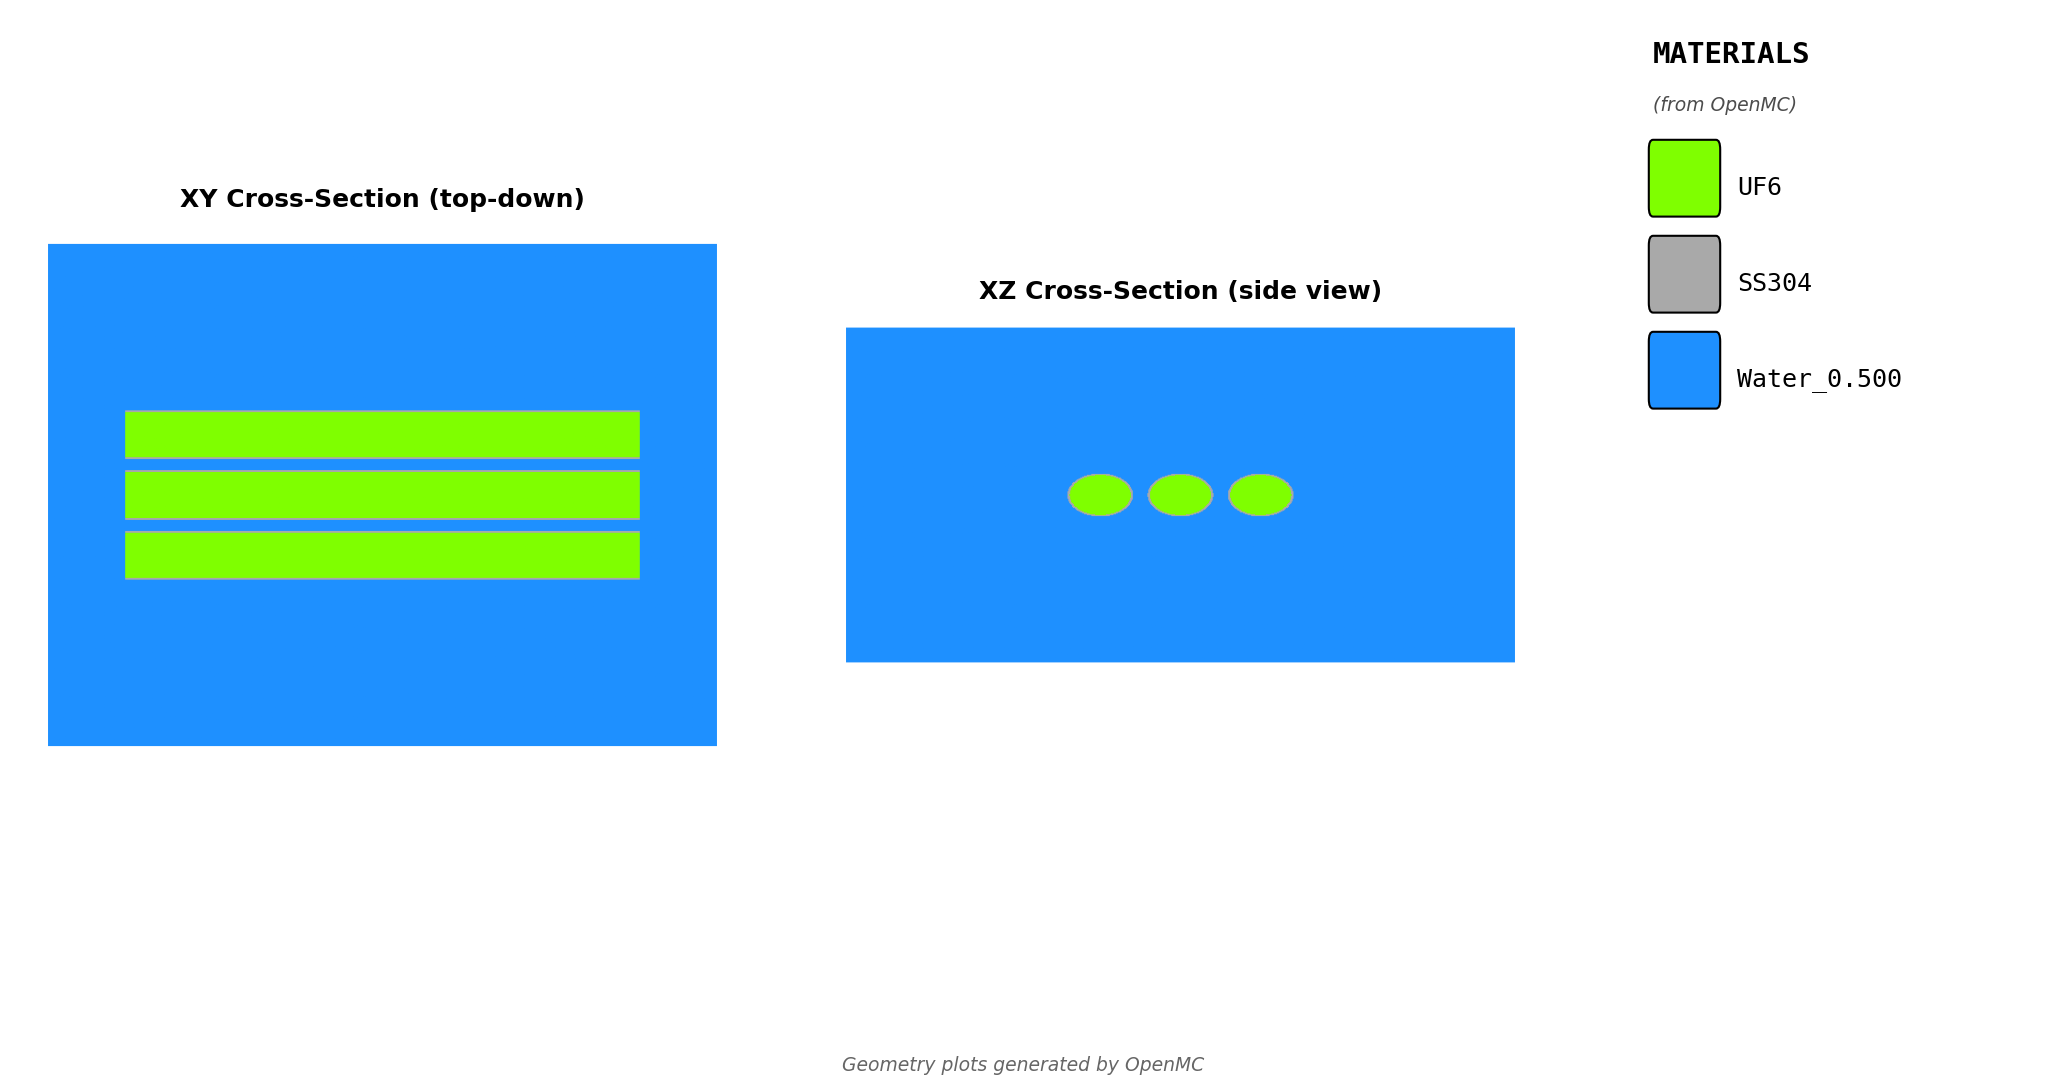 MATERIALS
(from OpenMC)
UF6
XY Cross-Section (top-down)
SS304
XZ Cross-Section (side view)
Water_0.500
Geometry plots generated by OpenMC